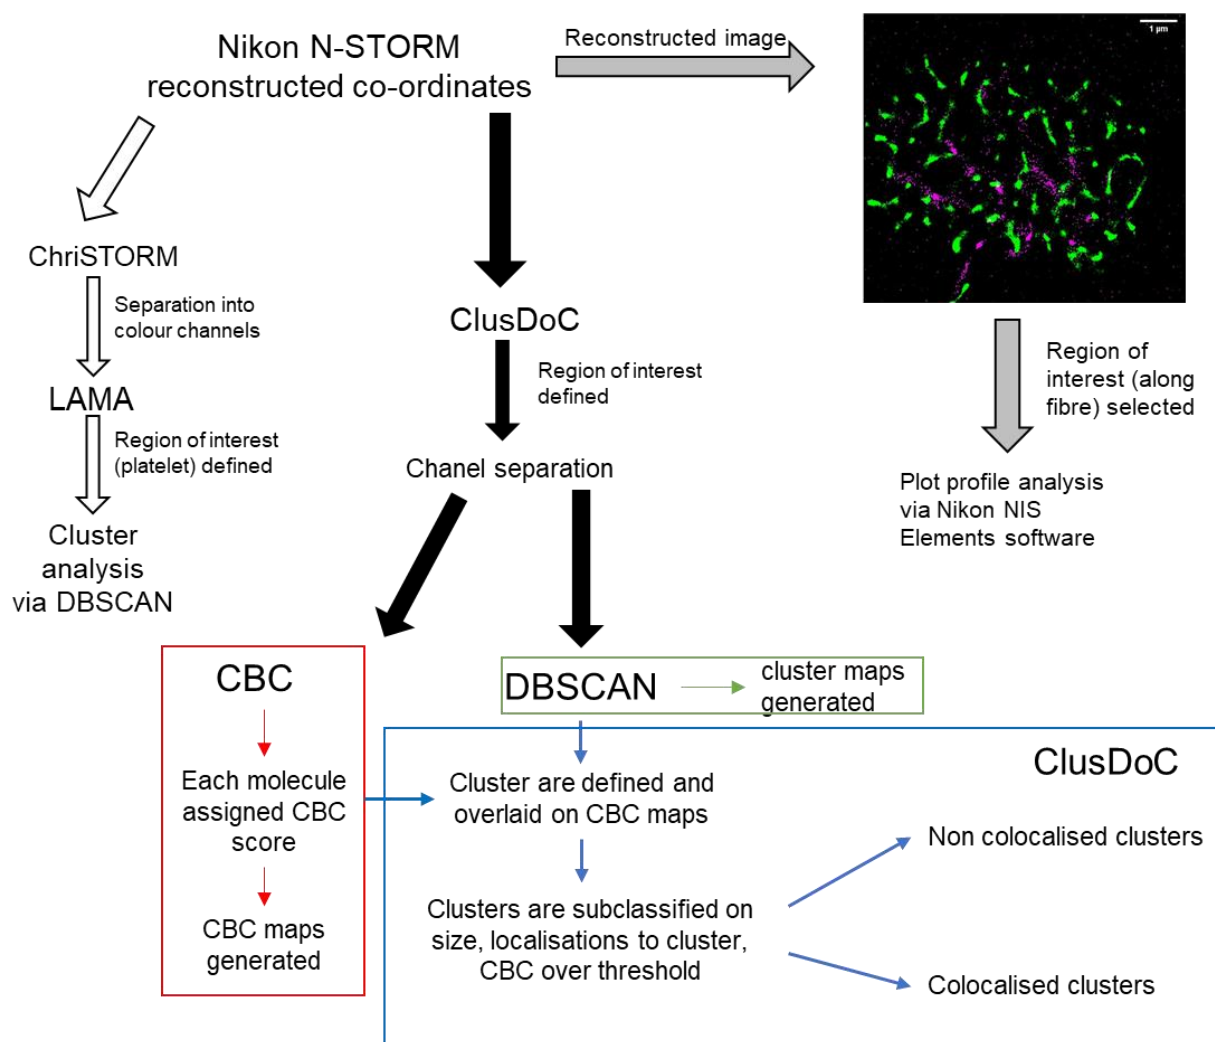 Nikon N-STORM
reconstructed co-ordinates
Reconstructed image
1 µm
ChriSTORM
Separation into
colour channels
LAMA
Region of interest
(platelet) defined
Cluster
analysis
via DBSCAN
ClusDoC
Region of interest
defined
Chanel separation
Region of
interest (along
fibre) selected
Plot profile analysis
via Nikon NIS
Elements software
CBC
Each molecule
assigned CBC
score
CBC maps
generated
DBSCAN
cluster maps
generated
ClusDoC
Cluster are defined and
overlaid on CBC maps
Clusters are subclassified on
size, localisations to cluster,
CBC over threshold
Non colocalised clusters
Colocalised clusters